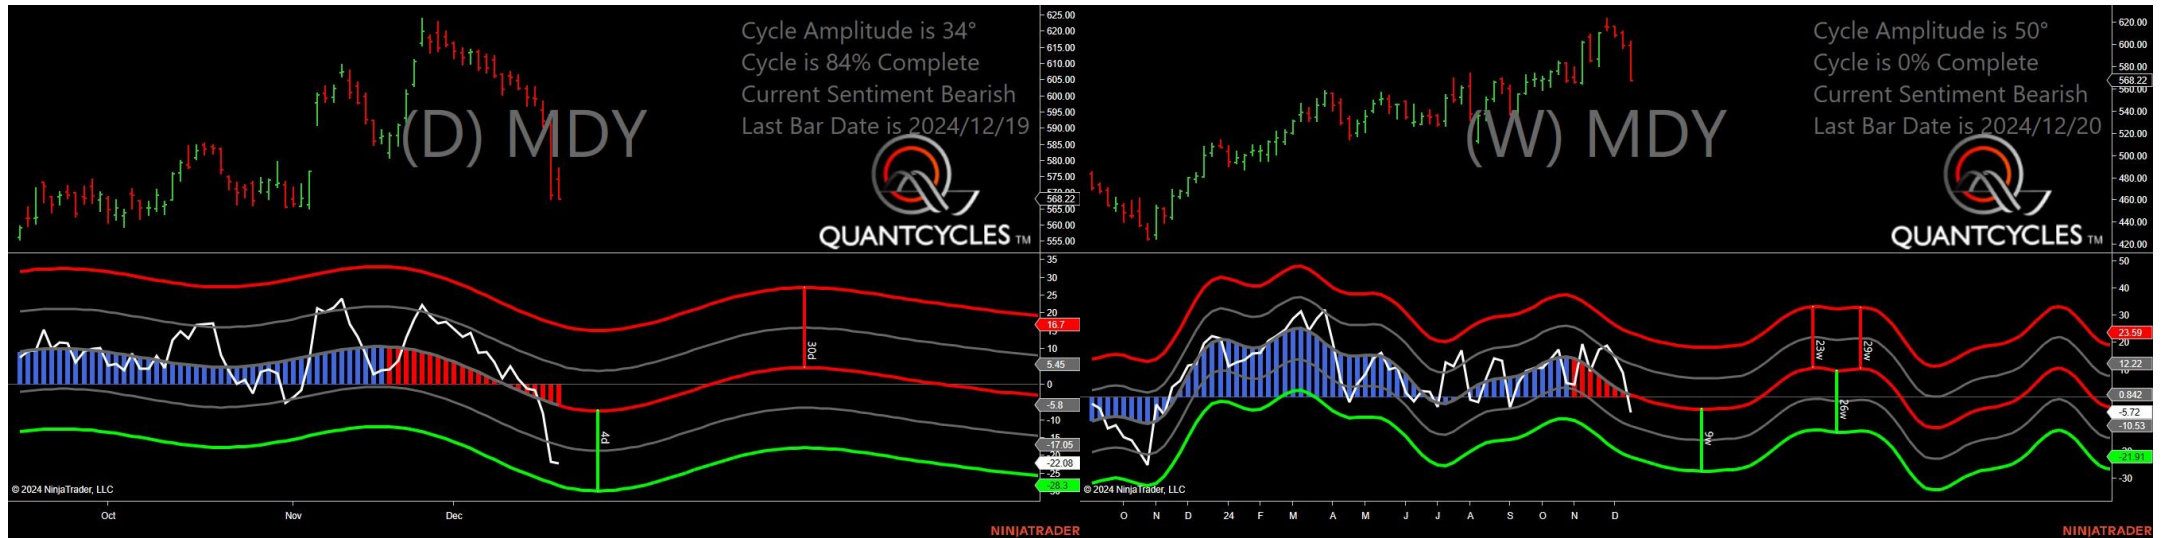 Cycle Amplitude is 34°
Cycle is 84% Complete
Current Sentiment Bearish
Last Bar Date is 2024/12/19
(D) MDY
QUANTCYCLES TM
625.00
620.00
615.00
610.00
605.00
600.00
595.00
590.00
585.00
580.00
575.00
568.22
565.00
560.00
555.00
35
30
25
20
16.7
10
5.45
0
-5.8
-10
-17.05
-22.08
-28.3
30d
4d
© 2024 NinjaTrader, LLC
Oct Nov Dec
NINJATRADER
Cycle Amplitude is 50°
Cycle is 0% Complete
Current Sentiment Bearish
Last Bar Date is 2024/12/20
(W) MDY
QUANTCYCLES TM
620.00
600.00
580.00
568.22
560.00
540.00
520.00
500.00
480.00
460.00
440.00
420.00
50
40
30
23.59
20
12.22
0.842
-5.72
-10.53
-21.91
-30
23w
29w
26w
9w
© 2024 NinjaTrader, LLC
O N D 24 F M A M J J A S O N D
NINJATRADER